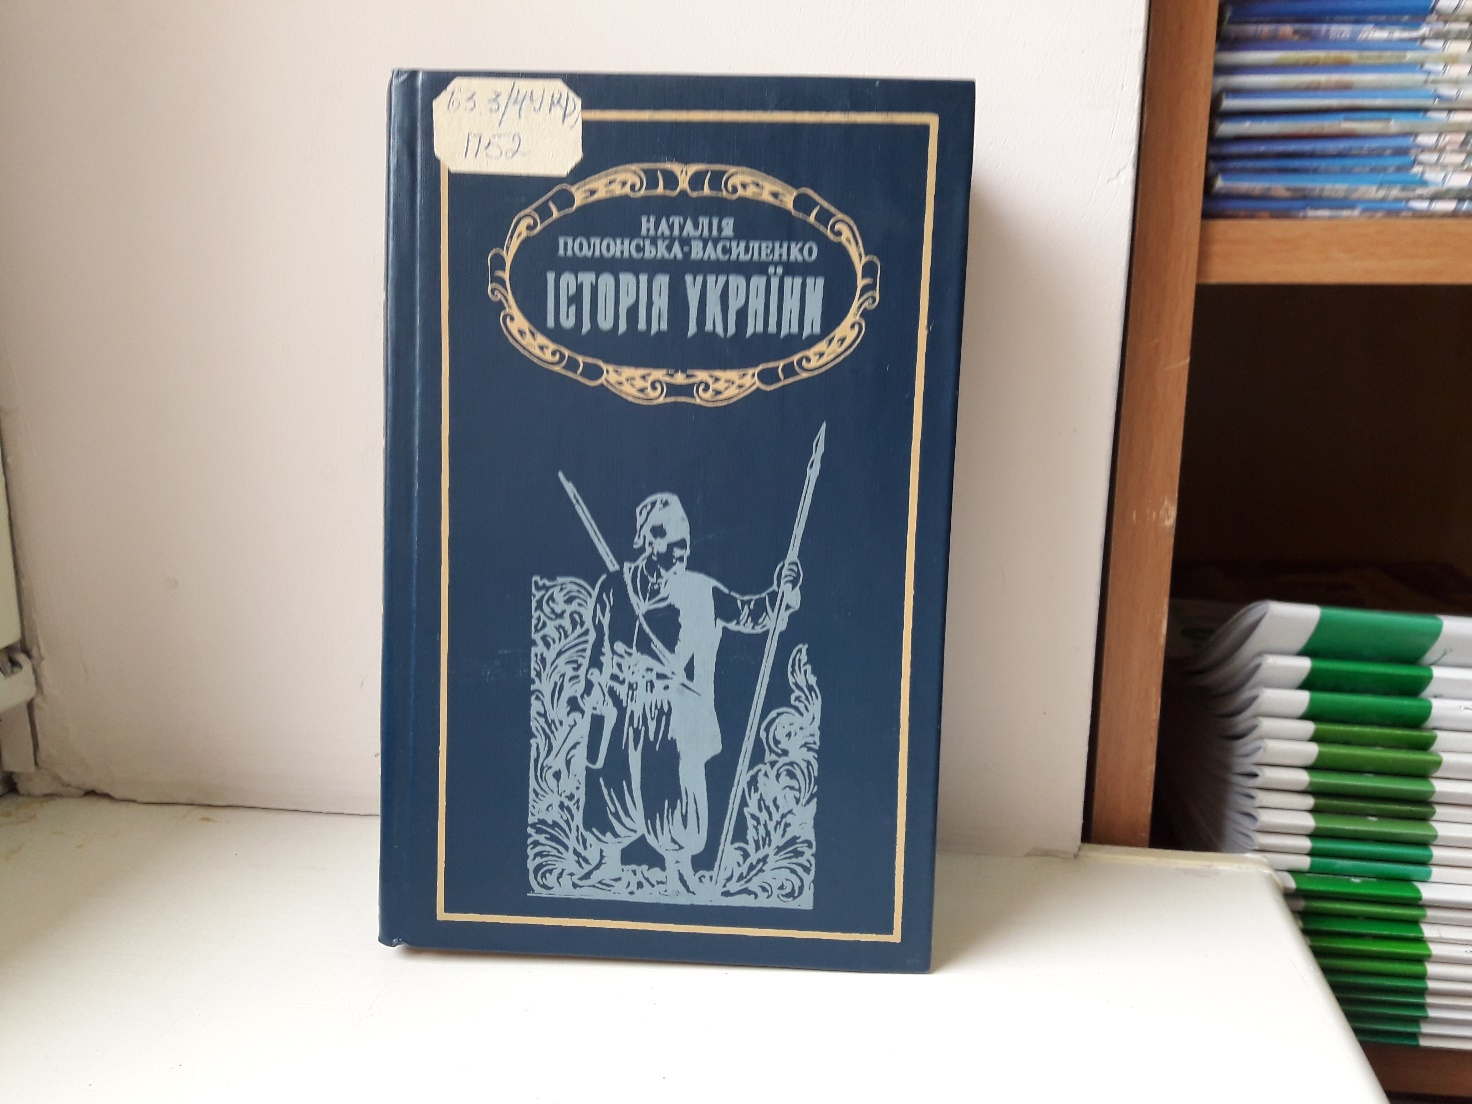 63.3/4УКР/
П52
НАТАЛІЯ
ПОЛОНСЬКА-ВАСИЛЕНКО
ІСТОРІЯ УКРАЇНИ